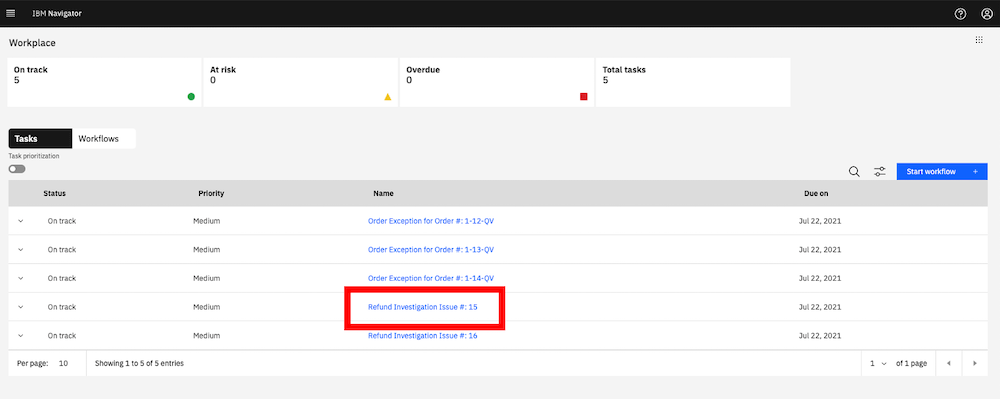 IBM Navigator
Workplace
On track
5
At risk
0
Overdue
0
Total tasks
5
Tasks
Workflows
Task prioritization
Start workflow +
Status Priority Name Due on
On track Medium Order Exception for Order #: 1-12-QV Jul 22, 2021
On track Medium Order Exception for Order #: 1-13-QV Jul 22, 2021
On track Medium Order Exception for Order #: 1-14-QV Jul 22, 2021
On track Medium Refund Investigation Issue #: 15 Jul 22, 2021
On track Medium Refund Investigation Issue #: 16 Jul 22, 2021
Per page: 10 Showing 1 to 5 of 5 entries 1 of 1 page